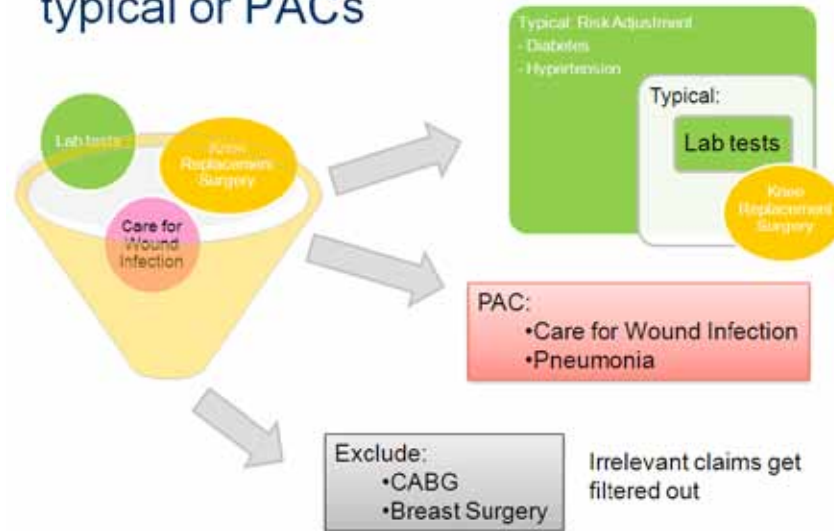 typical or PACs
Lab tests
Knee
Replacement
Surgery
Care for
Wound
Infection
Typical: Risk Adjustment
- Diabetes
- Hypertension
Typical:
Lab tests
Knee
Replacement
Surgery
PAC:
•Care for Wound Infection
•Pneumonia
Exclude:
•CABG
•Breast Surgery
Irrelevant claims get
filtered out